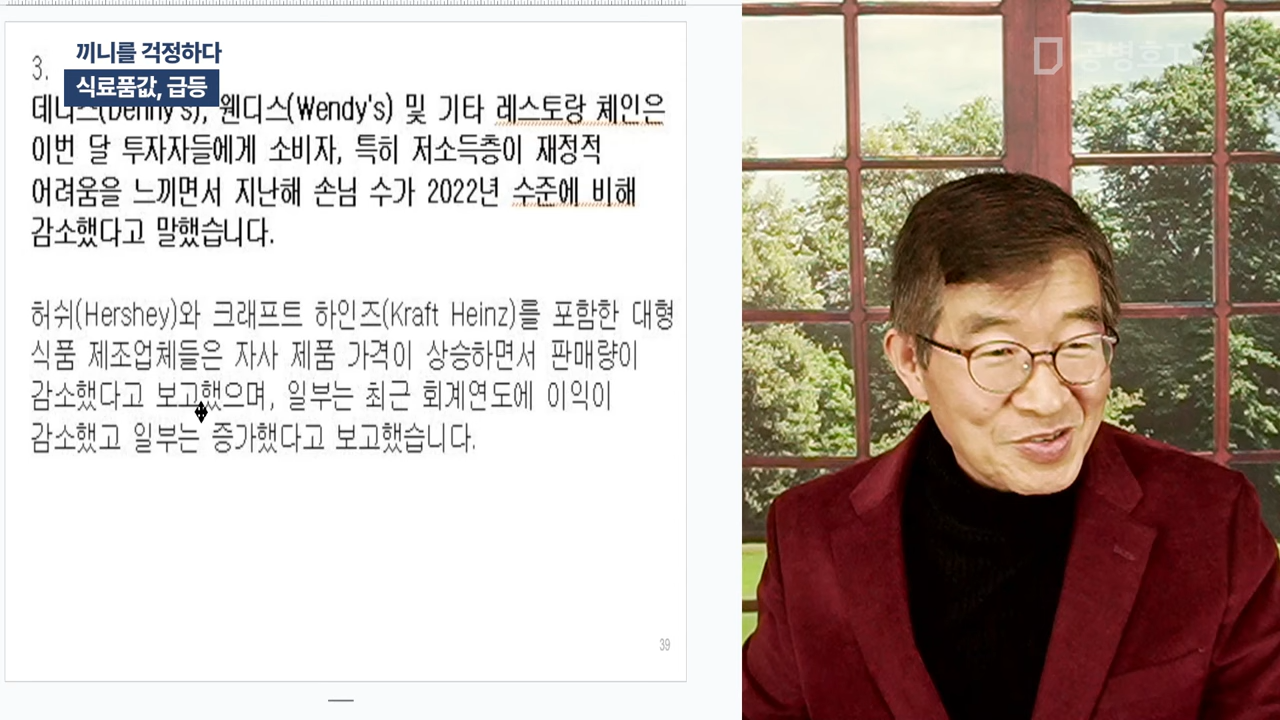 끼니를 걱정하다
식료품값, 급등
3.
데니스(Denny's), 웬디스(Wendy's) 및 기타 레스토랑 체인은
이번 달 투자자들에게 소비자, 특히 저소득층이 재정적
어려움을 느끼면서 지난해 손님 수가 2022년 수준에 비해
감소했다고 말했습니다.
허쉬(Hershey)와 크래프트 하인즈(Kraft Heinz)를 포함한 대형
식품 제조업체들은 자사 제품 가격이 상승하면서 판매량이
감소했다고 보고했으며, 일부는 최근 회계연도에 이익이
감소했고 일부는 증가했다고 보고했습니다.
39
공병호TV